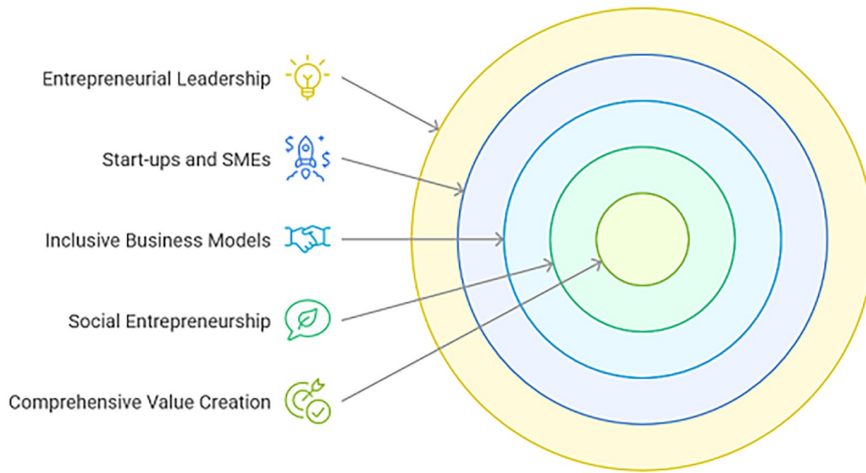 Entrepreneurial Leadership
Start-ups and SMEs
Inclusive Business Models
Social Entrepreneurship
Comprehensive Value Creation